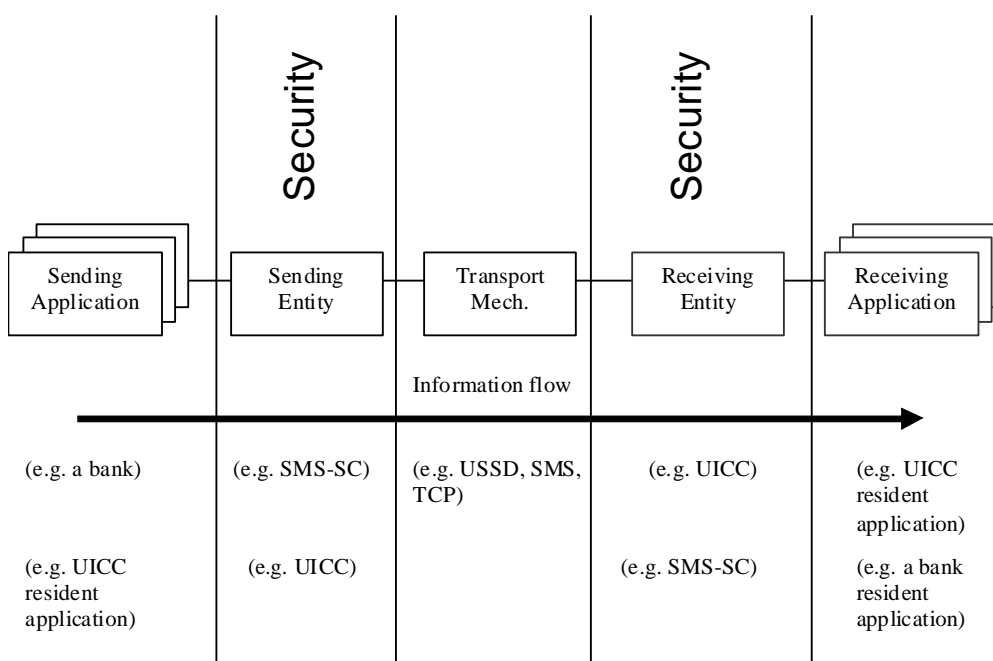 Security
Security
Sending
Application
Sending
Entity
Transport
Mech.
Receiving
Entity
Receiving
Application
Information flow
(e.g. a bank)
(e.g. SMS-SC)
(e.g. USSD, SMS,
TCP)
(e.g. UICC)
(e.g. UICC
resident
application)
(e.g. UICC
resident
application)
(e.g. UICC)
(e.g. SMS-SC)
(e.g. a bank
resident
application)